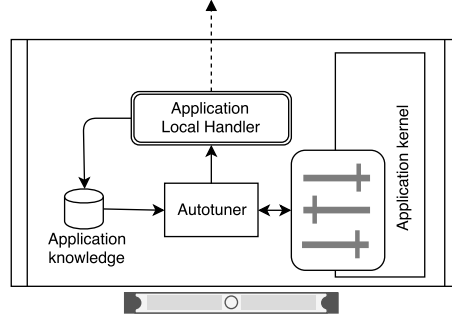 Application
Local Handler
Application kernel
Autotuner
Application
knowledge